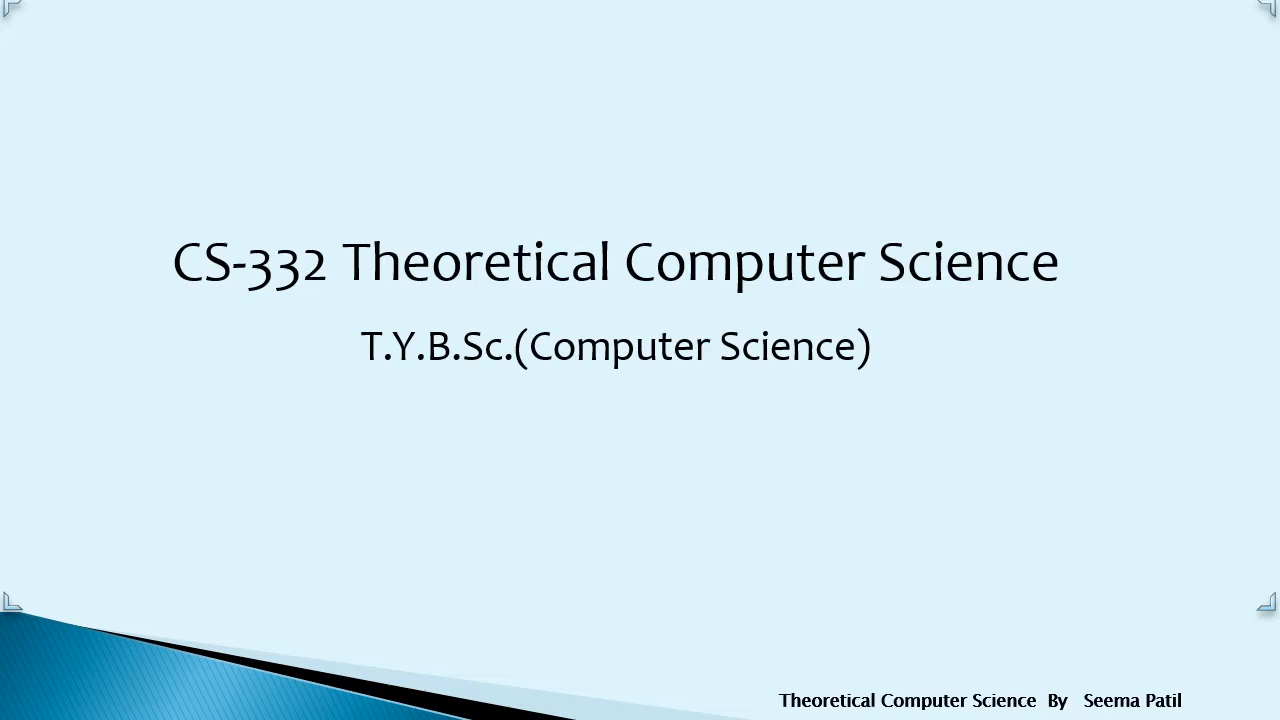 CS-332 Theoretical Computer Science
T.Y.B.Sc.(Computer Science)
Theoretical Computer Science By Seema Patil